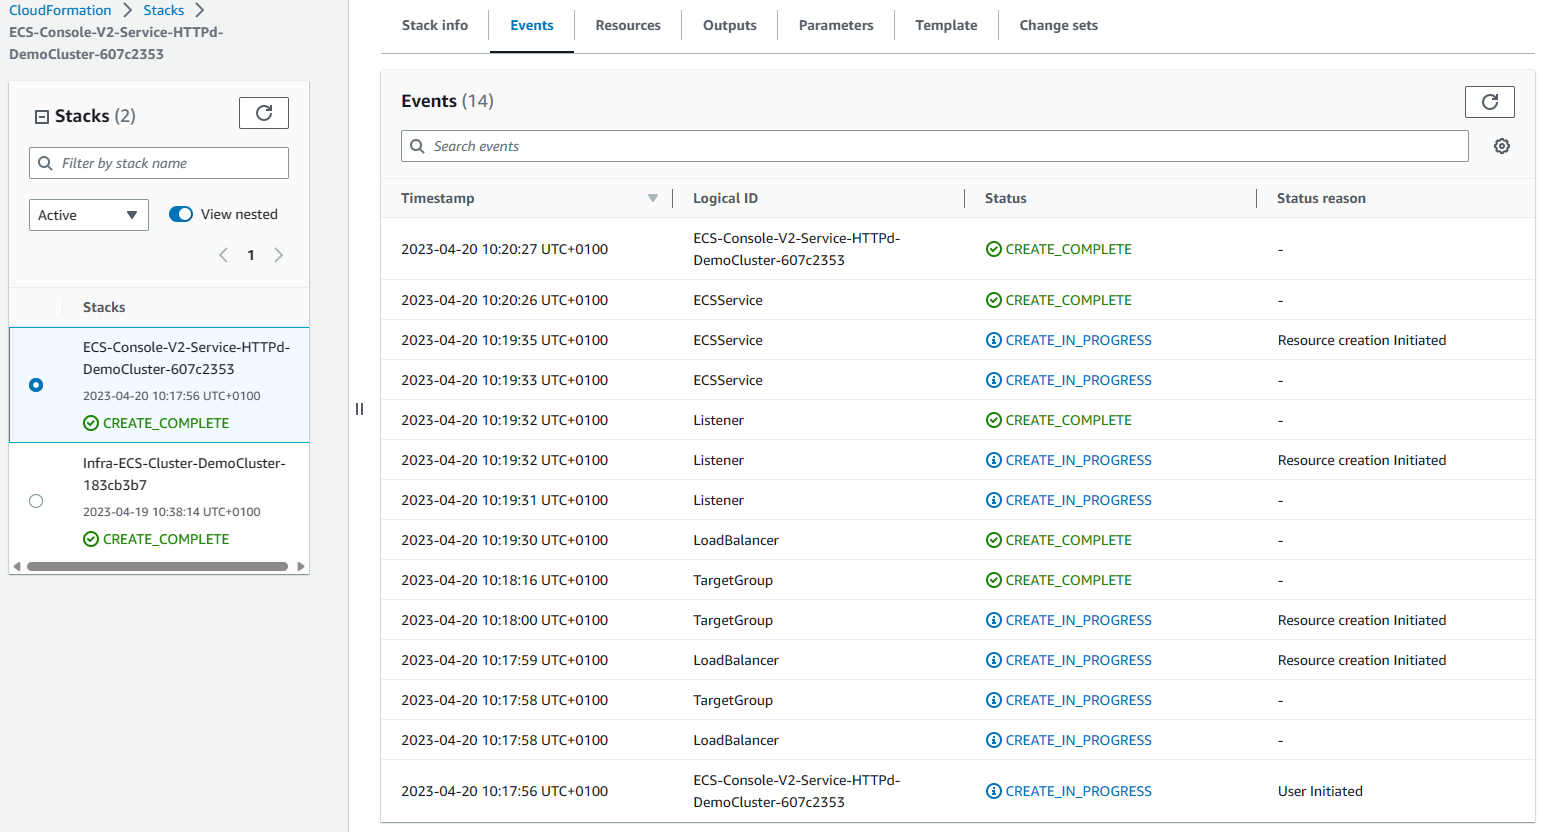 CloudFormation > Stacks >
ECS-Console-V2-Service-HTTPd-
DemoCluster-607c2353
Stacks (2)
Filter by stack name
Active View nested
1
Stacks
ECS-Console-V2-Service-HTTPd-
DemoCluster-607c2353
2023-04-20 10:17:56 UTC+0100
CREATE_COMPLETE
Infra-ECS-Cluster-DemoCluster-
183cb3b7
2023-04-19 10:38:14 UTC+0100
CREATE_COMPLETE
Stack info Events Resources Outputs Parameters Template Change sets
Events (14)
Search events
Timestamp Logical ID Status Status reason
2023-04-20 10:20:27 UTC+0100 ECS-Console-V2-Service-HTTPd- CREATE_COMPLETE -
DemoCluster-607c2353
2023-04-20 10:20:26 UTC+0100 ECSService CREATE_COMPLETE -
2023-04-20 10:19:35 UTC+0100 ECSService CREATE_IN_PROGRESS Resource creation Initiated
2023-04-20 10:19:33 UTC+0100 ECSService CREATE_IN_PROGRESS -
2023-04-20 10:19:32 UTC+0100 Listener CREATE_COMPLETE -
2023-04-20 10:19:32 UTC+0100 Listener CREATE_IN_PROGRESS Resource creation Initiated
2023-04-20 10:19:31 UTC+0100 Listener CREATE_IN_PROGRESS -
2023-04-20 10:19:30 UTC+0100 LoadBalancer CREATE_COMPLETE -
2023-04-20 10:18:16 UTC+0100 TargetGroup CREATE_COMPLETE -
2023-04-20 10:18:00 UTC+0100 TargetGroup CREATE_IN_PROGRESS Resource creation Initiated
2023-04-20 10:17:59 UTC+0100 LoadBalancer CREATE_IN_PROGRESS Resource creation Initiated
2023-04-20 10:17:58 UTC+0100 TargetGroup CREATE_IN_PROGRESS -
2023-04-20 10:17:58 UTC+0100 LoadBalancer CREATE_IN_PROGRESS -
2023-04-20 10:17:56 UTC+0100 ECS-Console-V2-Service-HTTPd- CREATE_IN_PROGRESS User Initiated
DemoCluster-607c2353